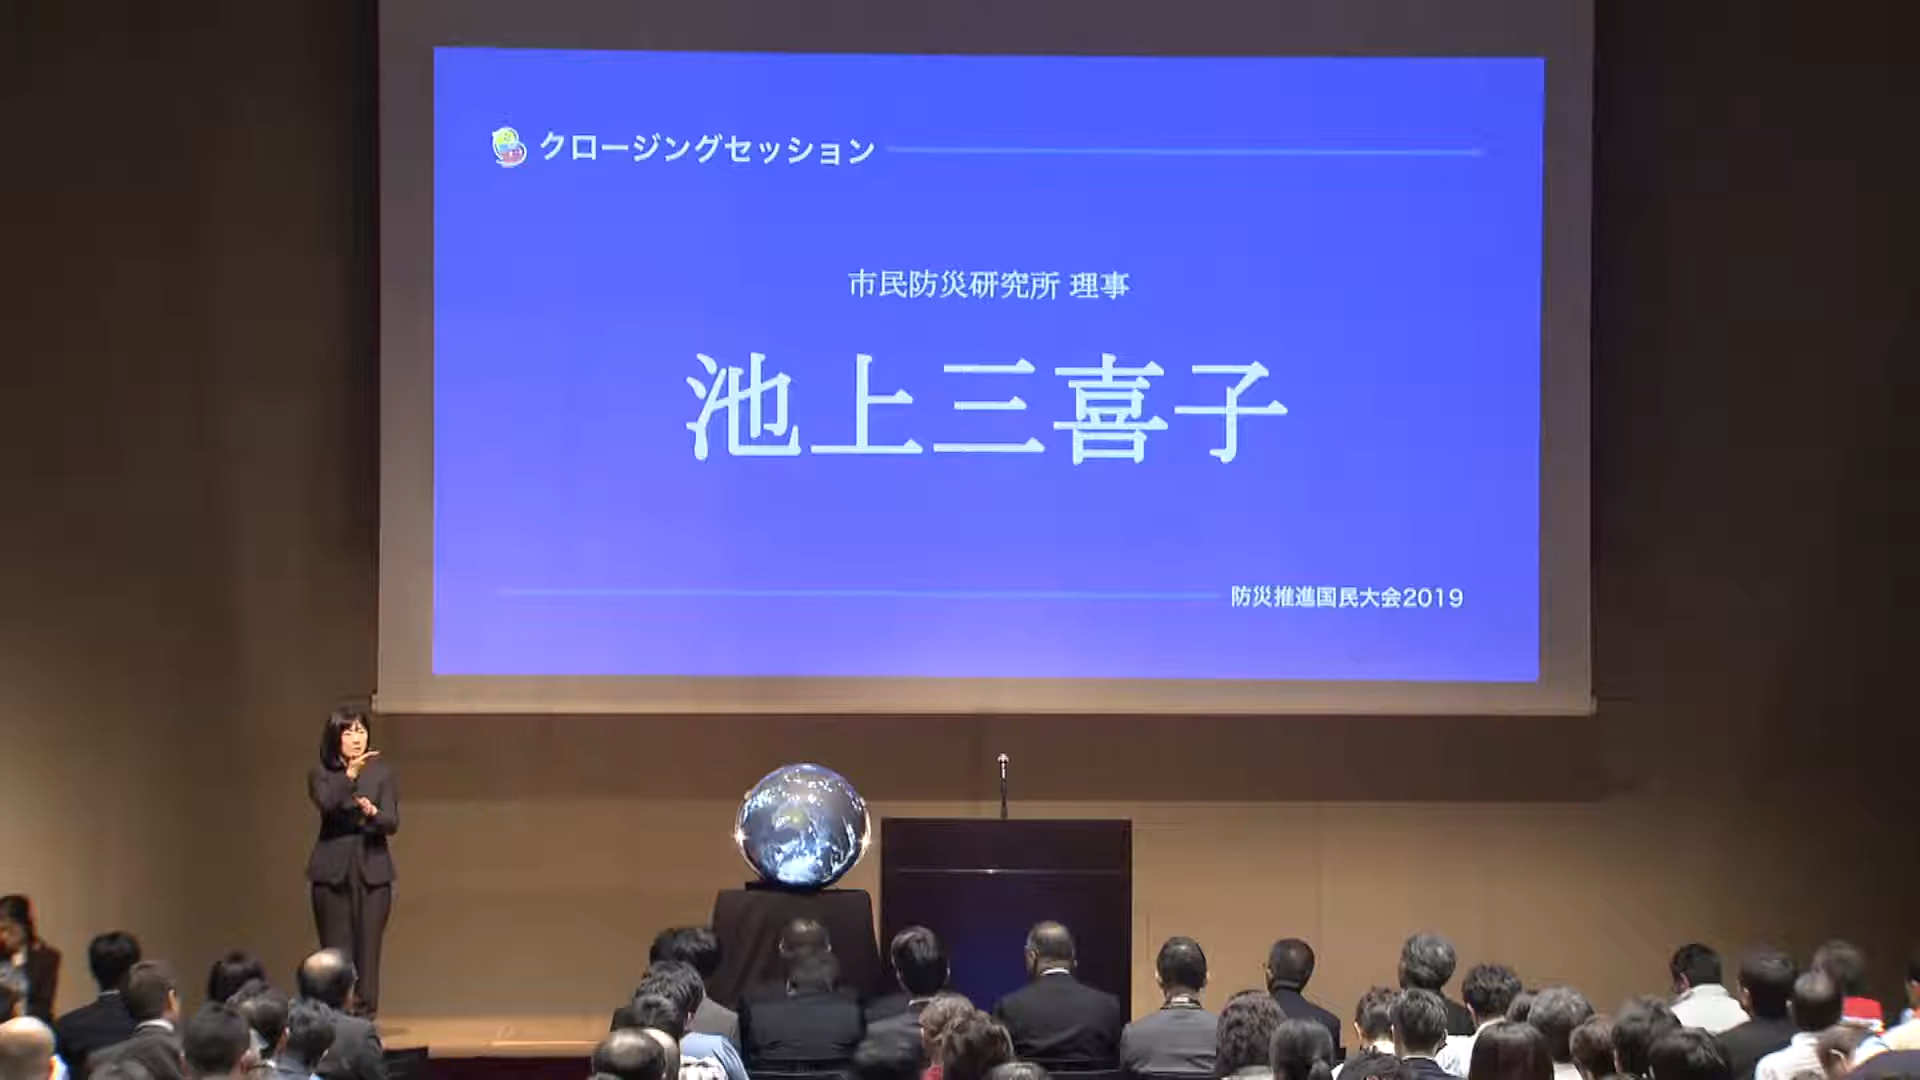 クロージングセッション
市民防災研究所 理事
池上三喜子
防災推進国民大会2019